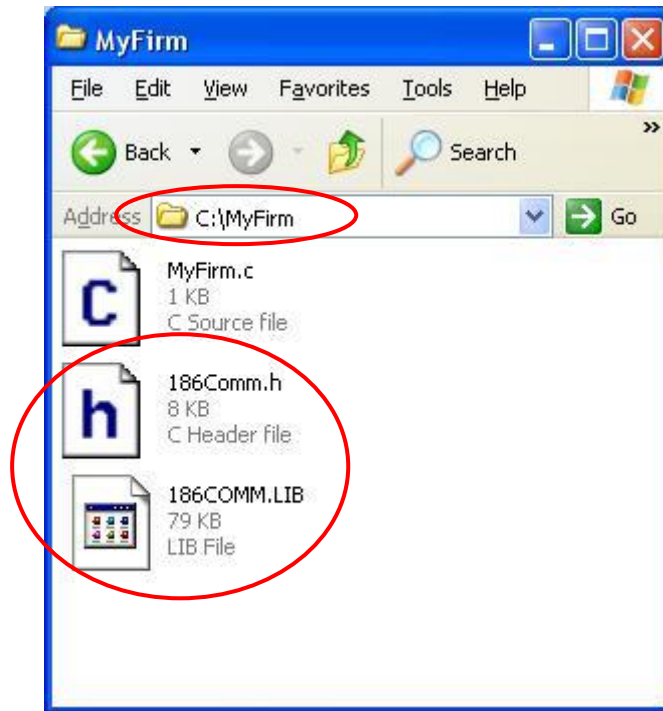 MyFirm
File Edit View Favorites Tools Help
Back Search »
Address C:\MyFirm Go
C
MyFirm.c
1 KB
C Source file
h
186Comm.h
8 KB
C Header file
186COMM.LIB
79 KB
LIB File